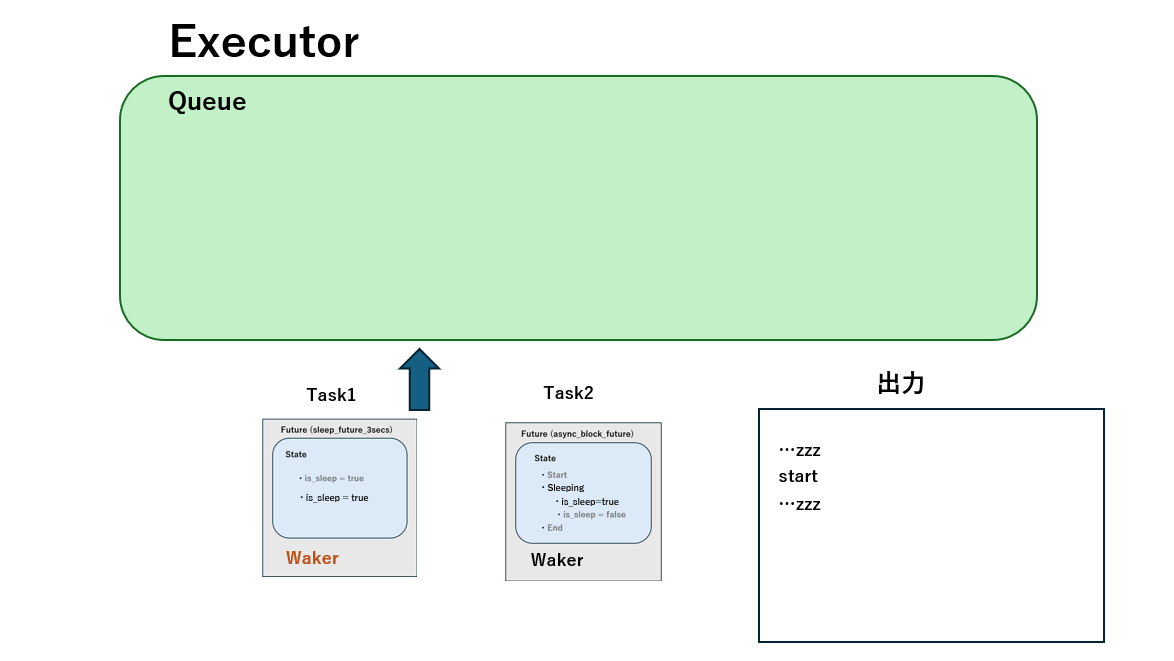 Executor
Queue
Task1
Future (sleep_future_3secs)
State
・is_sleep = true
・is_sleep = true
Waker
Task2
Future (async_block_future)
State
・Start
・Sleeping
・is_sleep=true
・is_sleep = false
・End
Waker
出力
…zzz
start
…zzz